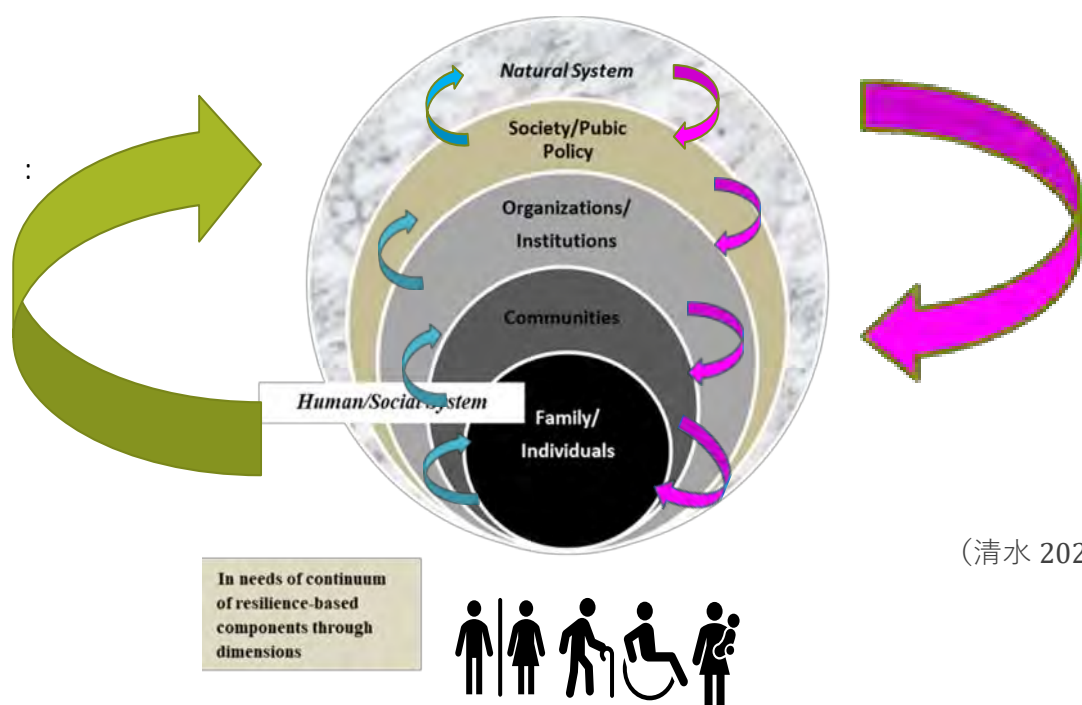 Natural System
Society/Pubic
Policy
:
Organizations/
Institutions
Communities
Human/Social System
Family/
Individuals
(清水 202
In needs of continuum
of resilience-based
components through
dimensions